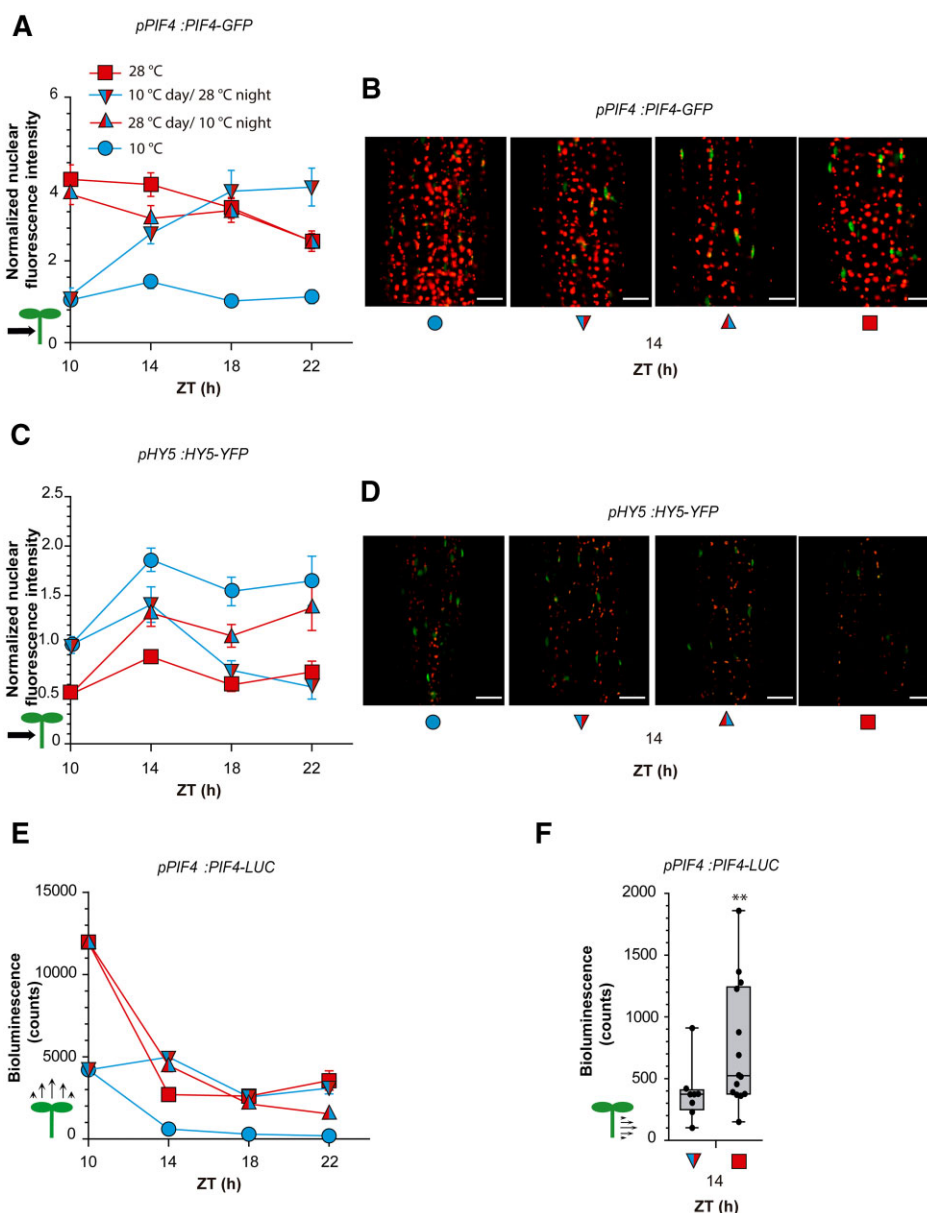 A
pPIF4 :PIF4-GFP
28 °C
10 °C day/ 28 °C night
28 °C day/ 10 °C night
10 °C
Normalized nuclear
fluorescence intensity
6
4
2
0
10 14 18 22
ZT (h)
B
pPIF4 :PIF4-GFP
14
ZT (h)
C
pHY5 :HY5-YFP
Normalized nuclear
fluorescence intensity
2.5
2.0
1.5
1.0
0.5
0
10 14 18 22
ZT (h)
D
pHY5 :HY5-YFP
14
ZT (h)
E
pPIF4 :PIF4-LUC
Bioluminescence
(counts)
15000
10000
5000
0
10 14 18 22
ZT (h)
F
pPIF4 :PIF4-LUC
Bioluminescence
(counts)
2000
1500
1000
500
0
**
14
ZT (h)